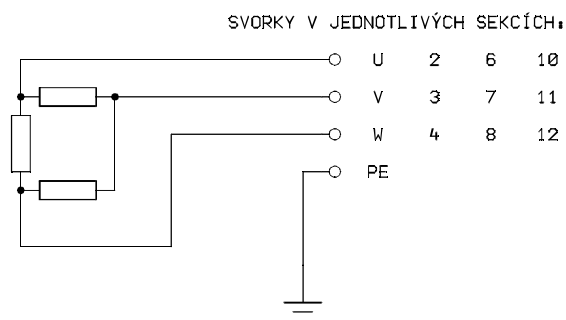 SVORKY V JEDNOTLIVÝCH SEKCÍCH:
U 2 6 10
V 3 7 11
W 4 8 12
PE